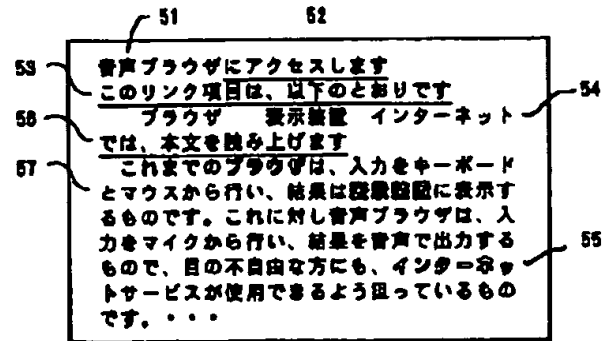 51 52
音声ブラウザにアクセスします
53 このリンク項目は、以下のとおりです
ブラウザ 表示装置 インターネット 54
56 では、本文を読み上げます
これまでのブラウザは、入力をキーボード
57 とマウスから行い、結果は表示装置に表示す
るものです。これに対し音声ブラウザは、入
力をマイクから行い、結果を音声で出力する
もので、目の不自由な方にも、インターネッ 55
トサービスが使用できるよう狙っているもの
です。・・・